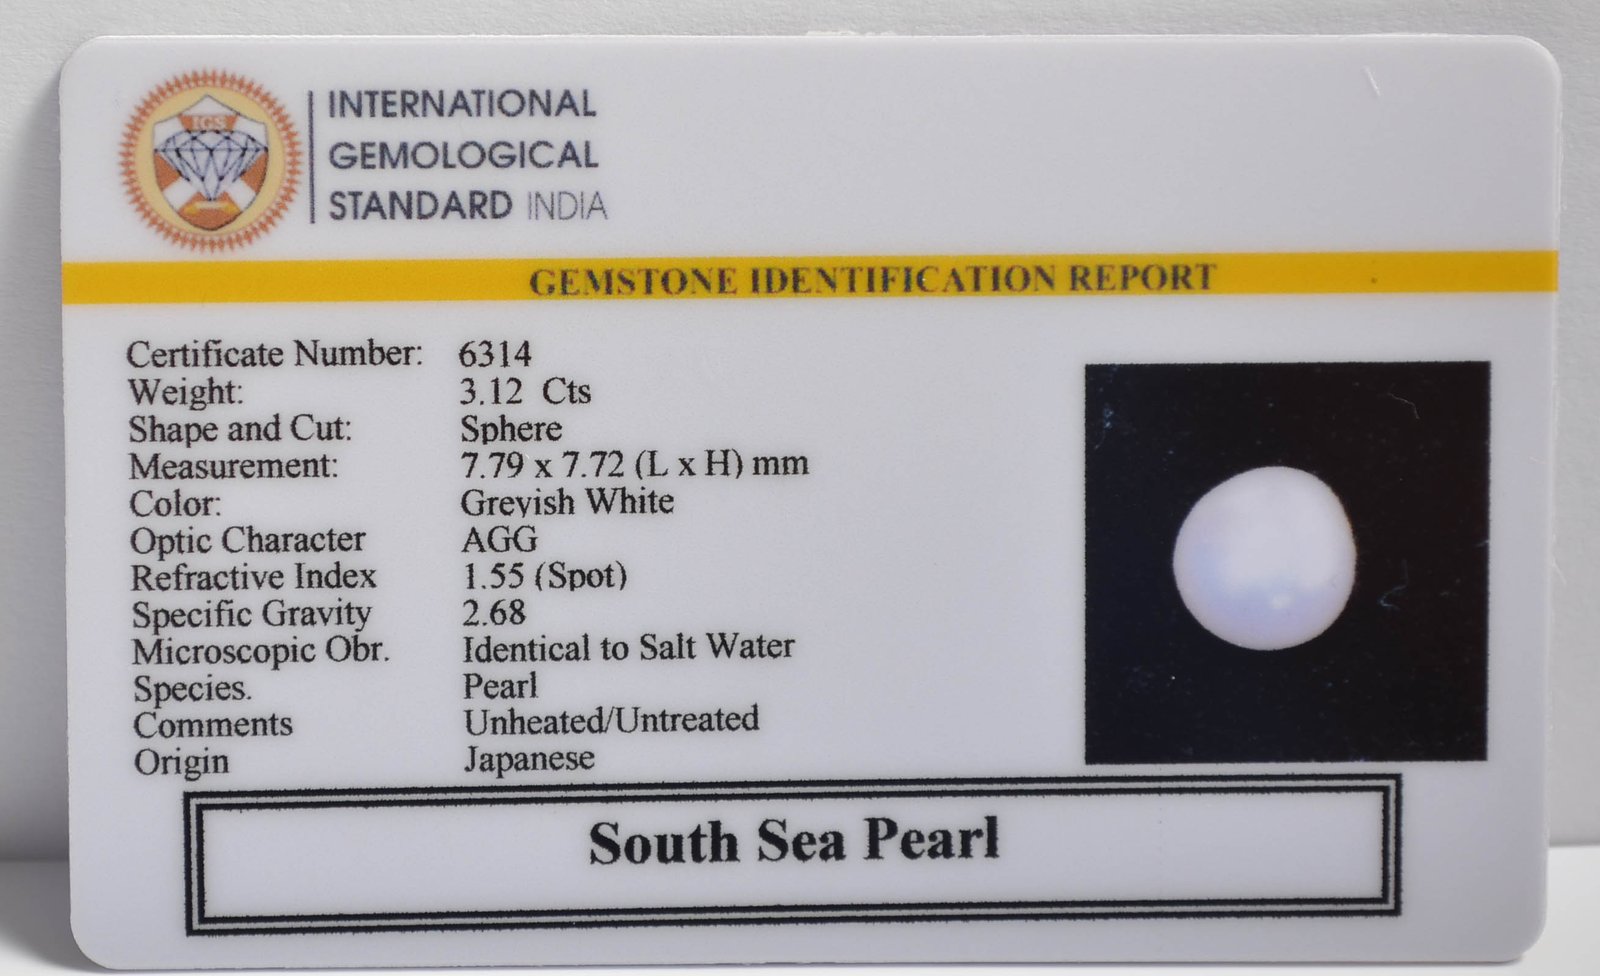 IGS
INTERNATIONAL
GEMOLOGICAL
STANDARD INDIA
GEMSTONE IDENTIFICATION REPORT
Certificate Number: 6314
Weight: 3.12 Cts
Shape and Cut: Sphere
Measurement: 7.79 x 7.72 (L x H) mm
Color: Greyish White
Optic Character AGG
Refractive Index 1.55 (Spot)
Specific Gravity 2.68
Microscopic Obr. Identical to Salt Water
Species. Pearl
Comments Unheated/Untreated
Origin Japanese
South Sea Pearl